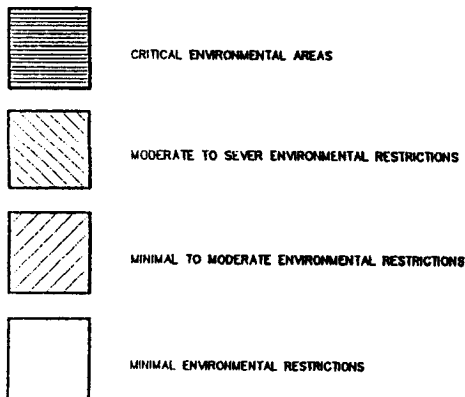 CRITICAL ENVIRONMENTAL AREAS
MODERATE TO SEVER ENVIRONMENTAL RESTRICTIONS
MINIMAL TO MODERATE ENVIRONMENTAL RESTRICTIONS
MINIMAL ENVIRONMENTAL RESTRICTIONS